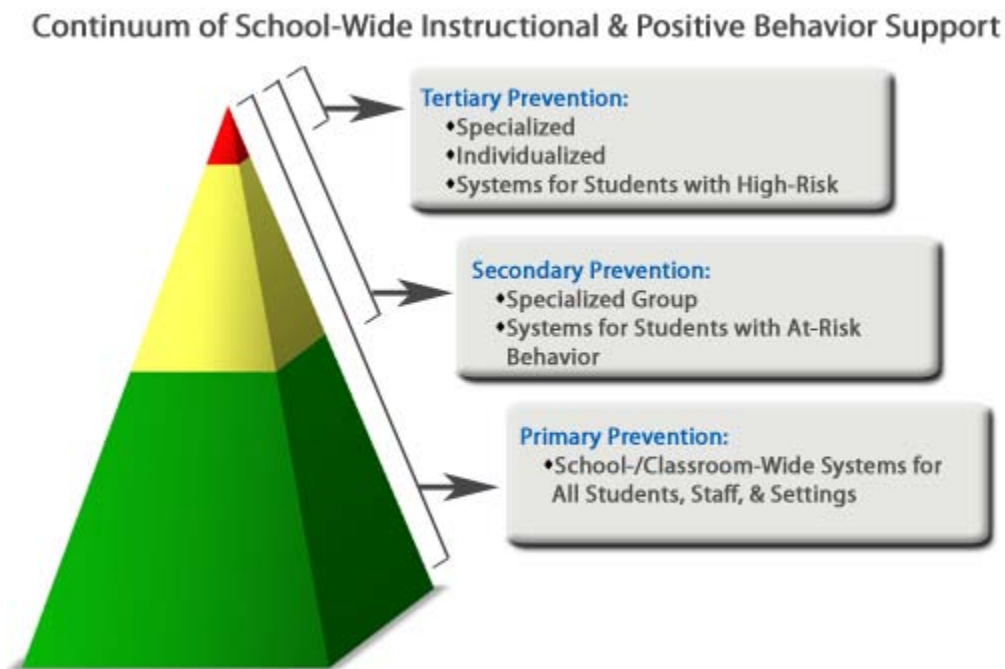 Continuum of School-Wide Instructional & Positive Behavior Support
Tertiary Prevention:
♦Specialized
♦Individualized
♦Systems for Students with High-Risk
Secondary Prevention:
♦Specialized Group
♦Systems for Students with At-Risk
Behavior
Primary Prevention:
♦School-/Classroom-Wide Systems for
All Students, Staff, & Settings